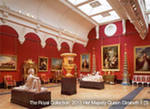 The Royal Collection 2013 Her Majesty Queen Elizabeth II